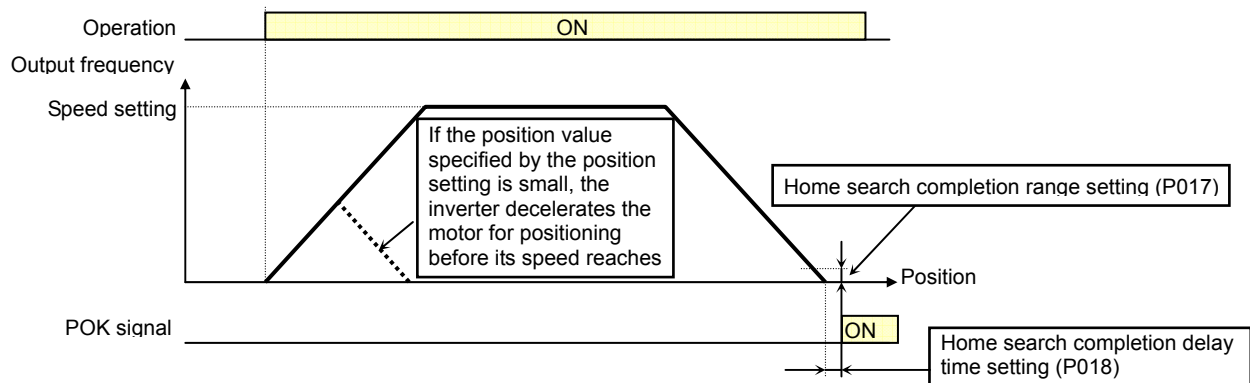 Operation
ON
Output frequency
Speed setting
If the position value
specified by the position
setting is small, the
inverter decelerates the
motor for positioning
before its speed reaches
Home search completion range setting (P017)
Position
POK signal
ON
Home search completion delay
time setting (P018)